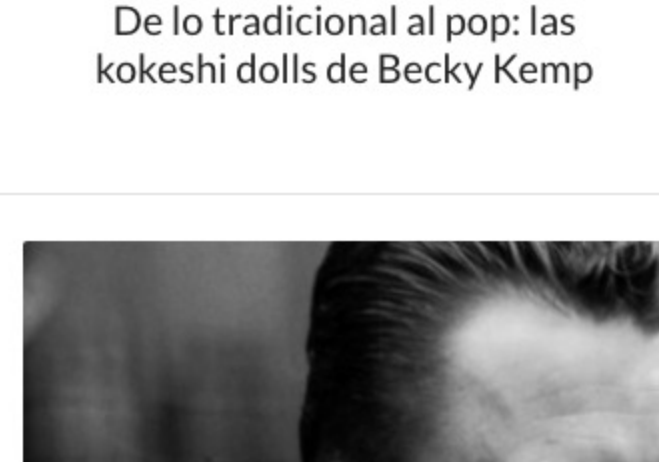 De lo tradicional al pop: las
kokeshi dolls de Becky Kemp